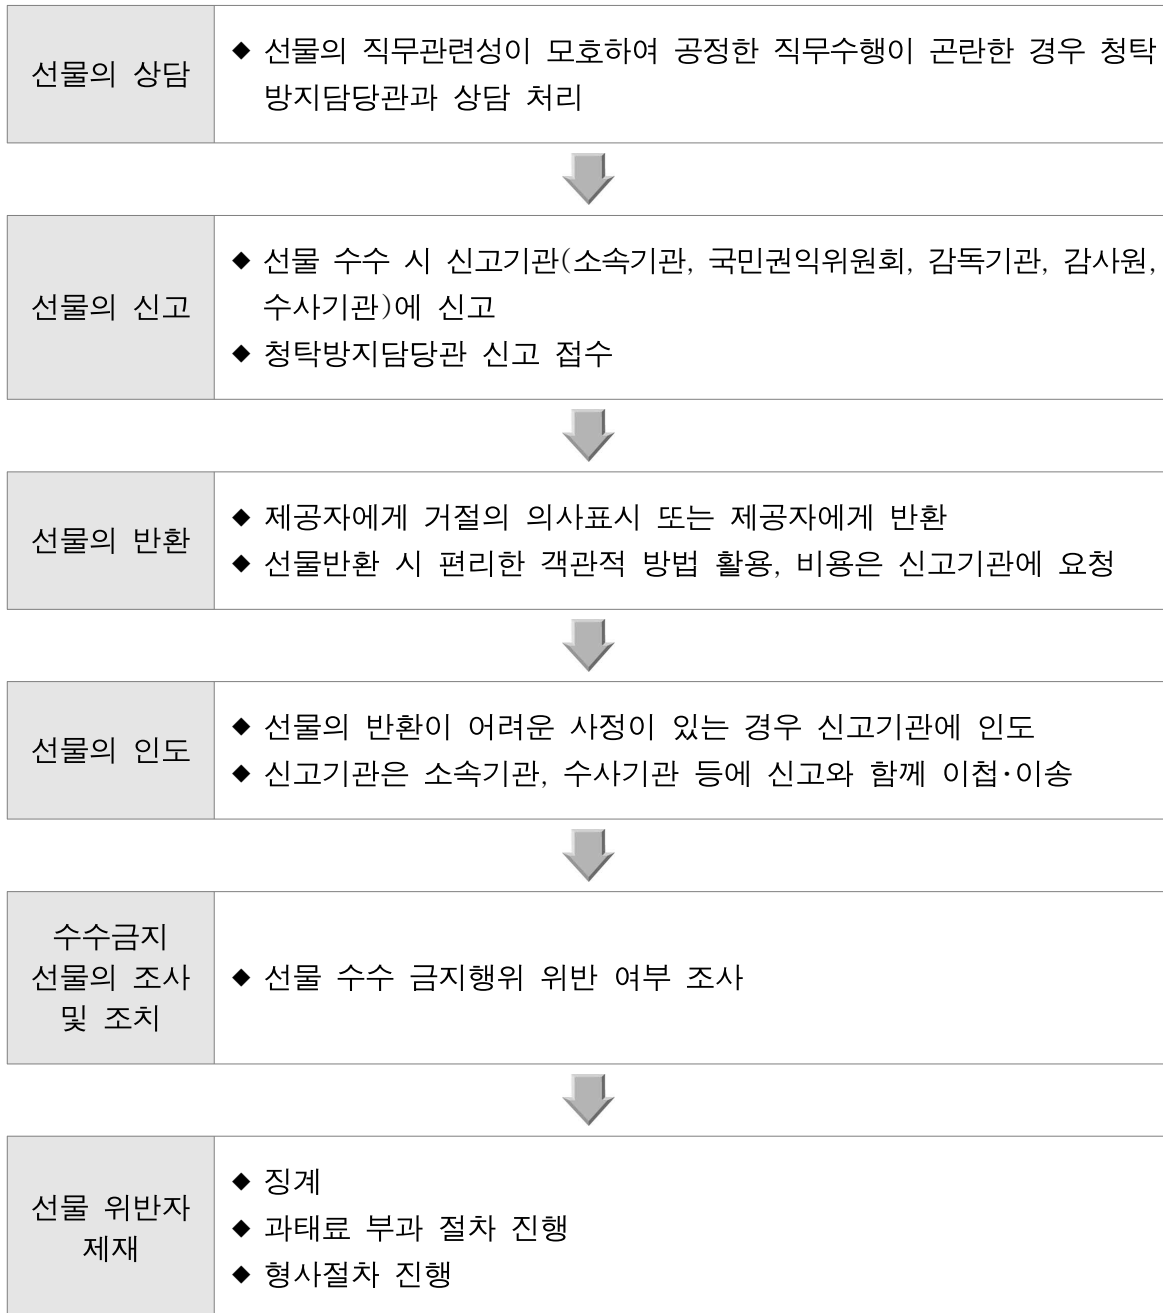 선물의 상담
◆ 선물의 직무관련성이 모호하여 공정한 직무수행이 곤란한 경우 청탁
방지담당관과 상담 처리
선물의 신고
◆ 선물 수수 시 신고기관(소속기관, 국민권익위원회, 감독기관, 감사원,
수사기관)에 신고
◆ 청탁방지담당관 신고 접수
선물의 반환
◆ 제공자에게 거절의 의사표시 또는 제공자에게 반환
◆ 선물반환 시 편리한 객관적 방법 활용, 비용은 신고기관에 요청
선물의 인도
◆ 선물의 반환이 어려운 사정이 있는 경우 신고기관에 인도
◆ 신고기관은 소속기관, 수사기관 등에 신고와 함께 이첩·이송
수수금지
선물의 조사
및 조치
◆ 선물 수수 금지행위 위반 여부 조사
선물 위반자
제재
◆ 징계
◆ 과태료 부과 절차 진행
◆ 형사절차 진행